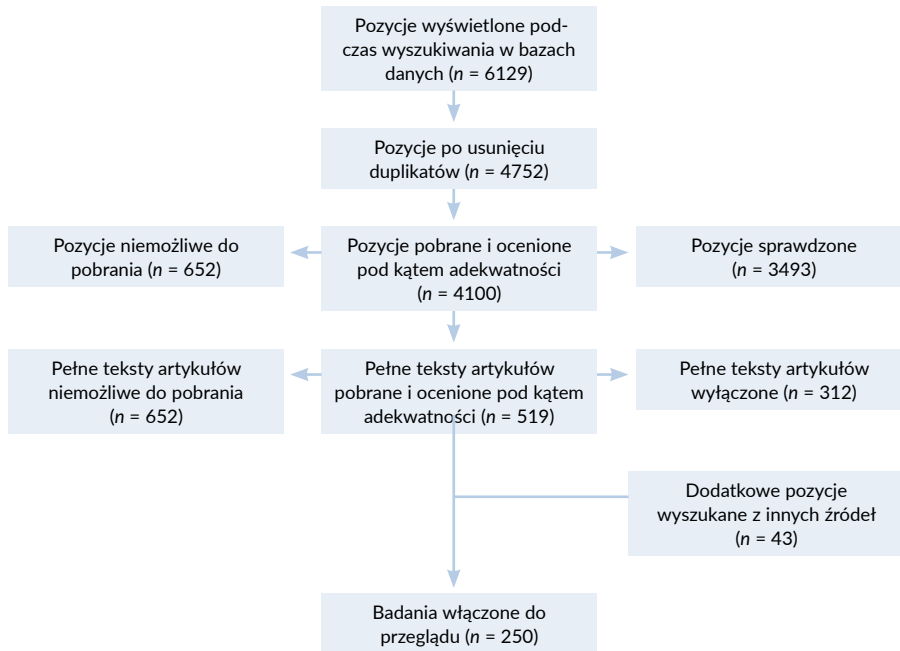 Pozycje wyświetlone pod-
czas wyszukiwania w bazach
danych (n = 6129)
Pozycje po usunięciu
duplikatów (n = 4752)
Pozycje niemożliwe do
pobrania (n = 652)
Pozycje pobrane i ocenione
pod kątem adekwatności
(n = 4100)
Pozycje sprawdzone
(n = 3493)
Pełne teksty artykułów
niemożliwe do pobrania
(n = 652)
Pełne teksty artykułów
pobrane i ocenione pod kątem
adekwatności (n = 519)
Pełne teksty artykułów
wyłączone (n = 312)
Dodatkowe pozycje
wyszukane z innych źródeł
(n = 43)
Badania włączone do
przeglądu (n = 250)